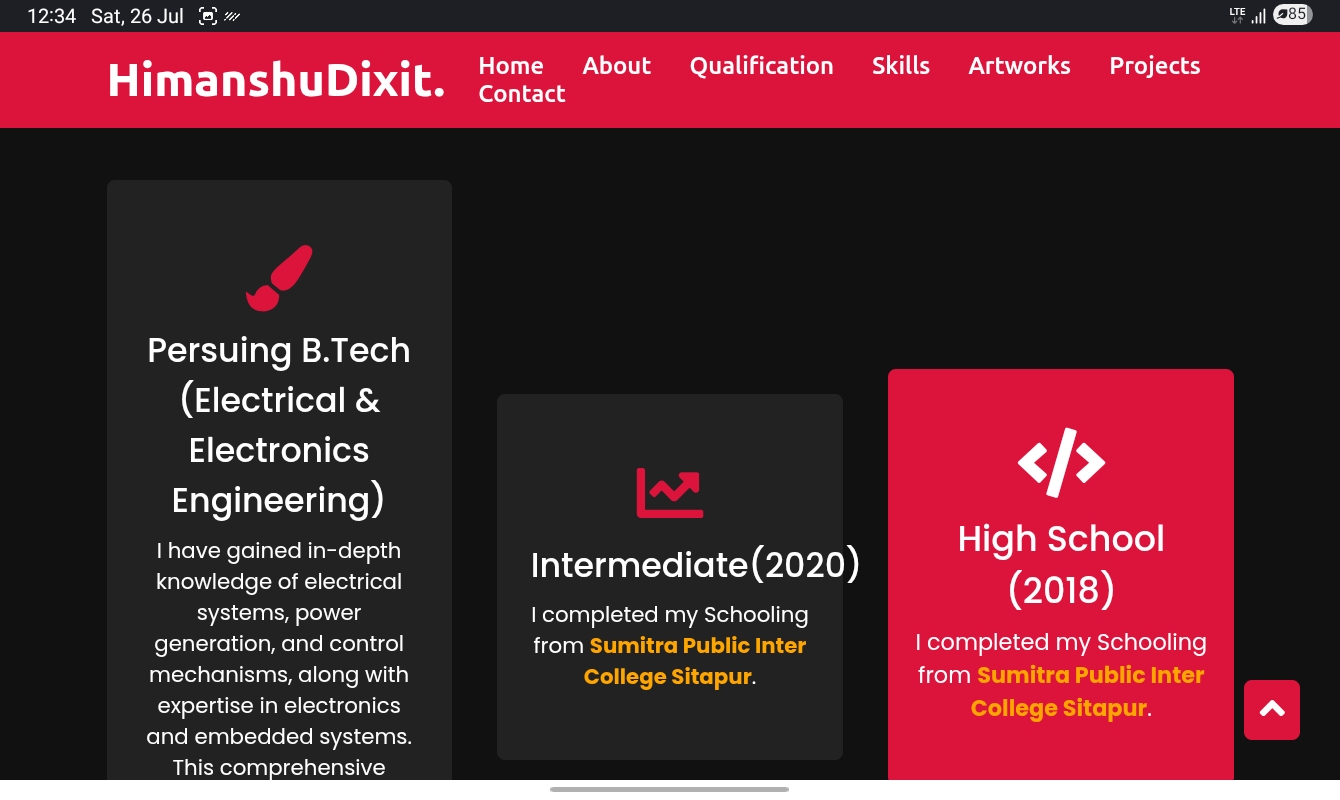 12:34 Sat, 26 Jul
LTE 85
HimanshuDixit.
Home About Qualification Skills Artworks Projects
Contact
Persuing B.Tech
(Electrical &
Electronics
Engineering)
I have gained in-depth
knowledge of electrical
systems, power
generation, and control
mechanisms, along with
expertise in electronics
and embedded systems.
This comprehensive
Intermediate(2020)
I completed my Schooling
from Sumitra Public Inter
College Sitapur.
High School
(2018)
I completed my Schooling
from Sumitra Public Inter
College Sitapur.